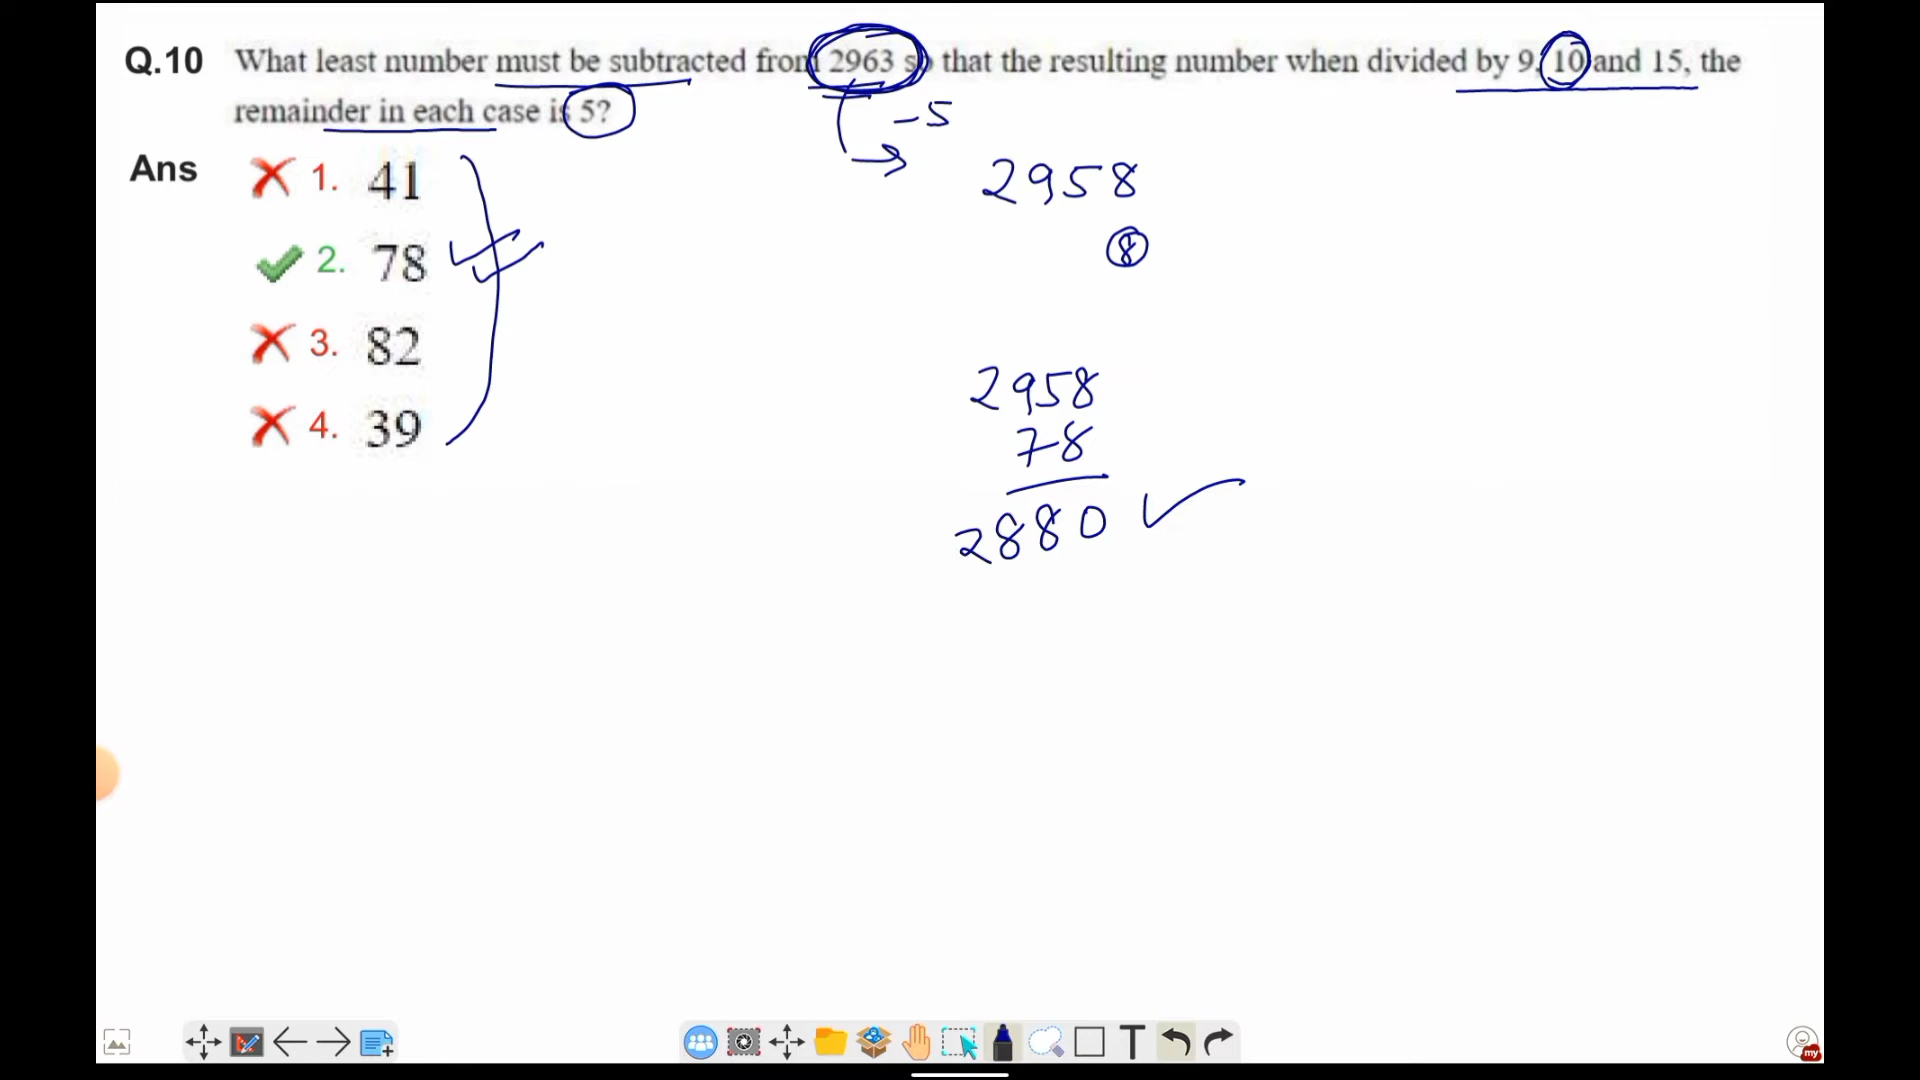 Q.10 What least number must be subtracted from 2963 so that the resulting number when divided by 9, 10 and 15, the
remainder in each case is 5?
-5
Ans
1. 41
2. 78
3. 82
4. 39
2958
8
2958
78
2880
T
my